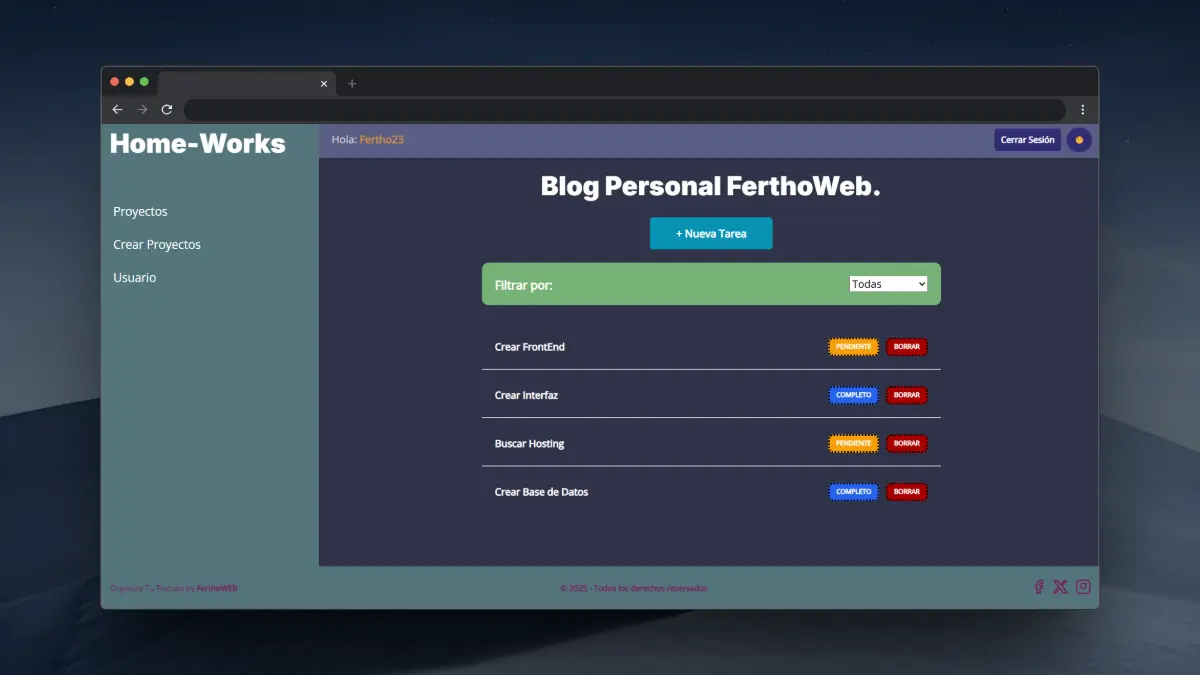 Home-Works
Hola: Fertho23
Cerrar Sesión
Proyectos
Crear Proyectos
Usuario
Blog Personal FerthoWeb.
+ Nueva Tarea
Filtrar por:
Todas
Crear FrontEnd
PENDIENTE
BORRAR
Crear Interfaz
COMPLETO
BORRAR
Buscar Hosting
PENDIENTE
BORRAR
Crear Base de Datos
COMPLETO
BORRAR
Organiza Tu Trabajo by FerthoWEB
© 2025 - Todos los derechos reservados